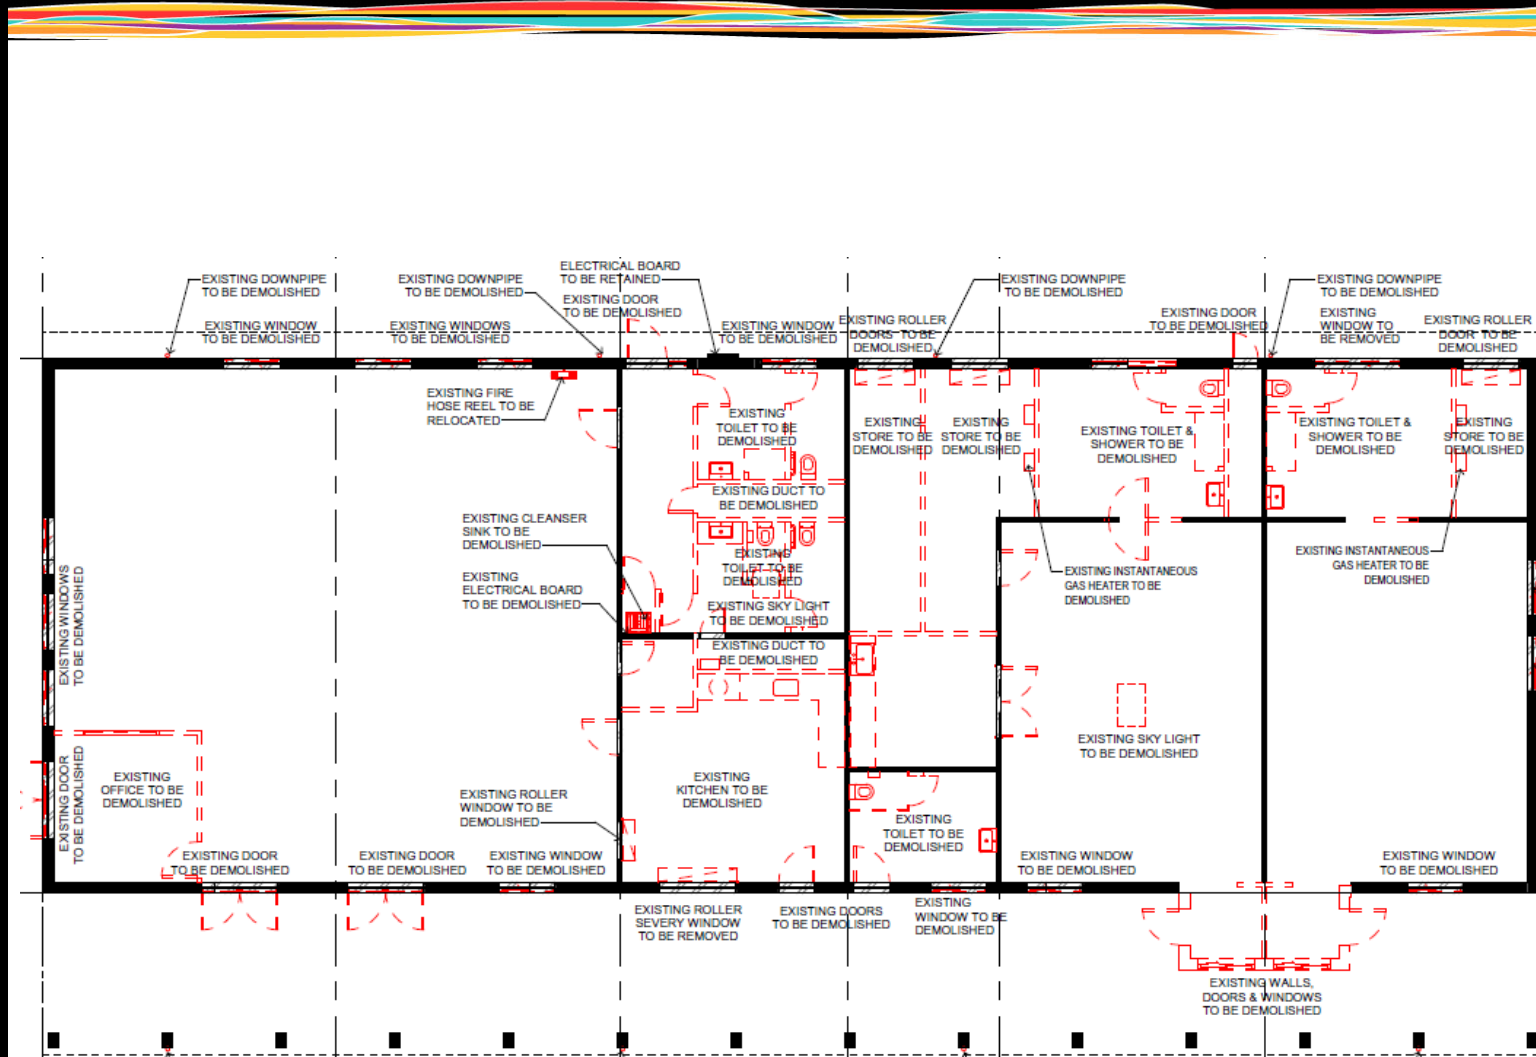 EXISTING DOWNPIPE
TO BE DEMOLISHED
EXISTING DOWNPIPE
TO BE DEMOLISHED
ELECTRICAL BOARD
TO BE RETAINED
EXISTING DOOR
TO BE DEMOLISHED
EXISTING DOWNPIPE
TO BE DEMOLISHED
EXISTING DOWNPIPE
TO BE DEMOLISHED
EXISTING WINDOW
TO BE DEMOLISHED
EXISTING WINDOWS
TO BE DEMOLISHED
EXISTING WINDOW
TO BE DEMOLISHED
EXISTING ROLLER
DOORS TO BE
DEMOLISHED
EXISTING DOOR
TO BE DEMOLISHED
EXISTING
WINDOW TO
BE REMOVED
EXISTING ROLLER
DOOR TO BE
DEMOLISHED
EXISTING FIRE
HOSE REEL TO BE
RELOCATED
EXISTING
TOILET TO BE
DEMOLISHED
EXISTING
STORE TO BE
DEMOLISHED
EXISTING
STORE TO BE
DEMOLISHED
EXISTING TOILET &
SHOWER TO BE
DEMOLISHED
EXISTING TOILET &
SHOWER TO BE
DEMOLISHED
EXISTING
STORE TO BE
DEMOLISHED
EXISTING DUCT TO
BE DEMOLISHED
EXISTING CLEANSER
SINK TO BE
DEMOLISHED
EXISTING
TOILET TO BE
DEMOLISHED
EXISTING INSTANTANEOUS
GAS HEATER TO BE
DEMOLISHED
EXISTING INSTANTANEOUS
GAS HEATER TO BE
DEMOLISHED
EXISTING
ELECTRICAL BOARD
TO BE DEMOLISHED
EXISTING SKY LIGHT
TO BE DEMOLISHED
EXISTING WINDOWS
TO BE DEMOLISHED
EXISTING DUCT TO
BE DEMOLISHED
EXISTING SKY LIGHT
TO BE DEMOLISHED
EXISTING DOOR
TO BE DEMOLISHED
EXISTING
OFFICE TO BE
DEMOLISHED
EXISTING ROLLER
WINDOW TO BE
DEMOLISHED
EXISTING
KITCHEN TO BE
DEMOLISHED
EXISTING
TOILET TO BE
DEMOLISHED
EXISTING DOOR
TO BE DEMOLISHED
EXISTING DOOR
TO BE DEMOLISHED
EXISTING WINDOW
TO BE DEMOLISHED
EXISTING WINDOW
TO BE DEMOLISHED
EXISTING WINDOW
TO BE DEMOLISHED
EXISTING ROLLER
SEVERY WINDOW
TO BE REMOVED
EXISTING DOORS
TO BE DEMOLISHED
EXISTING
WINDOW TO BE
DEMOLISHED
EXISTING WALLS,
DOORS & WINDOWS
TO BE DEMOLISHED